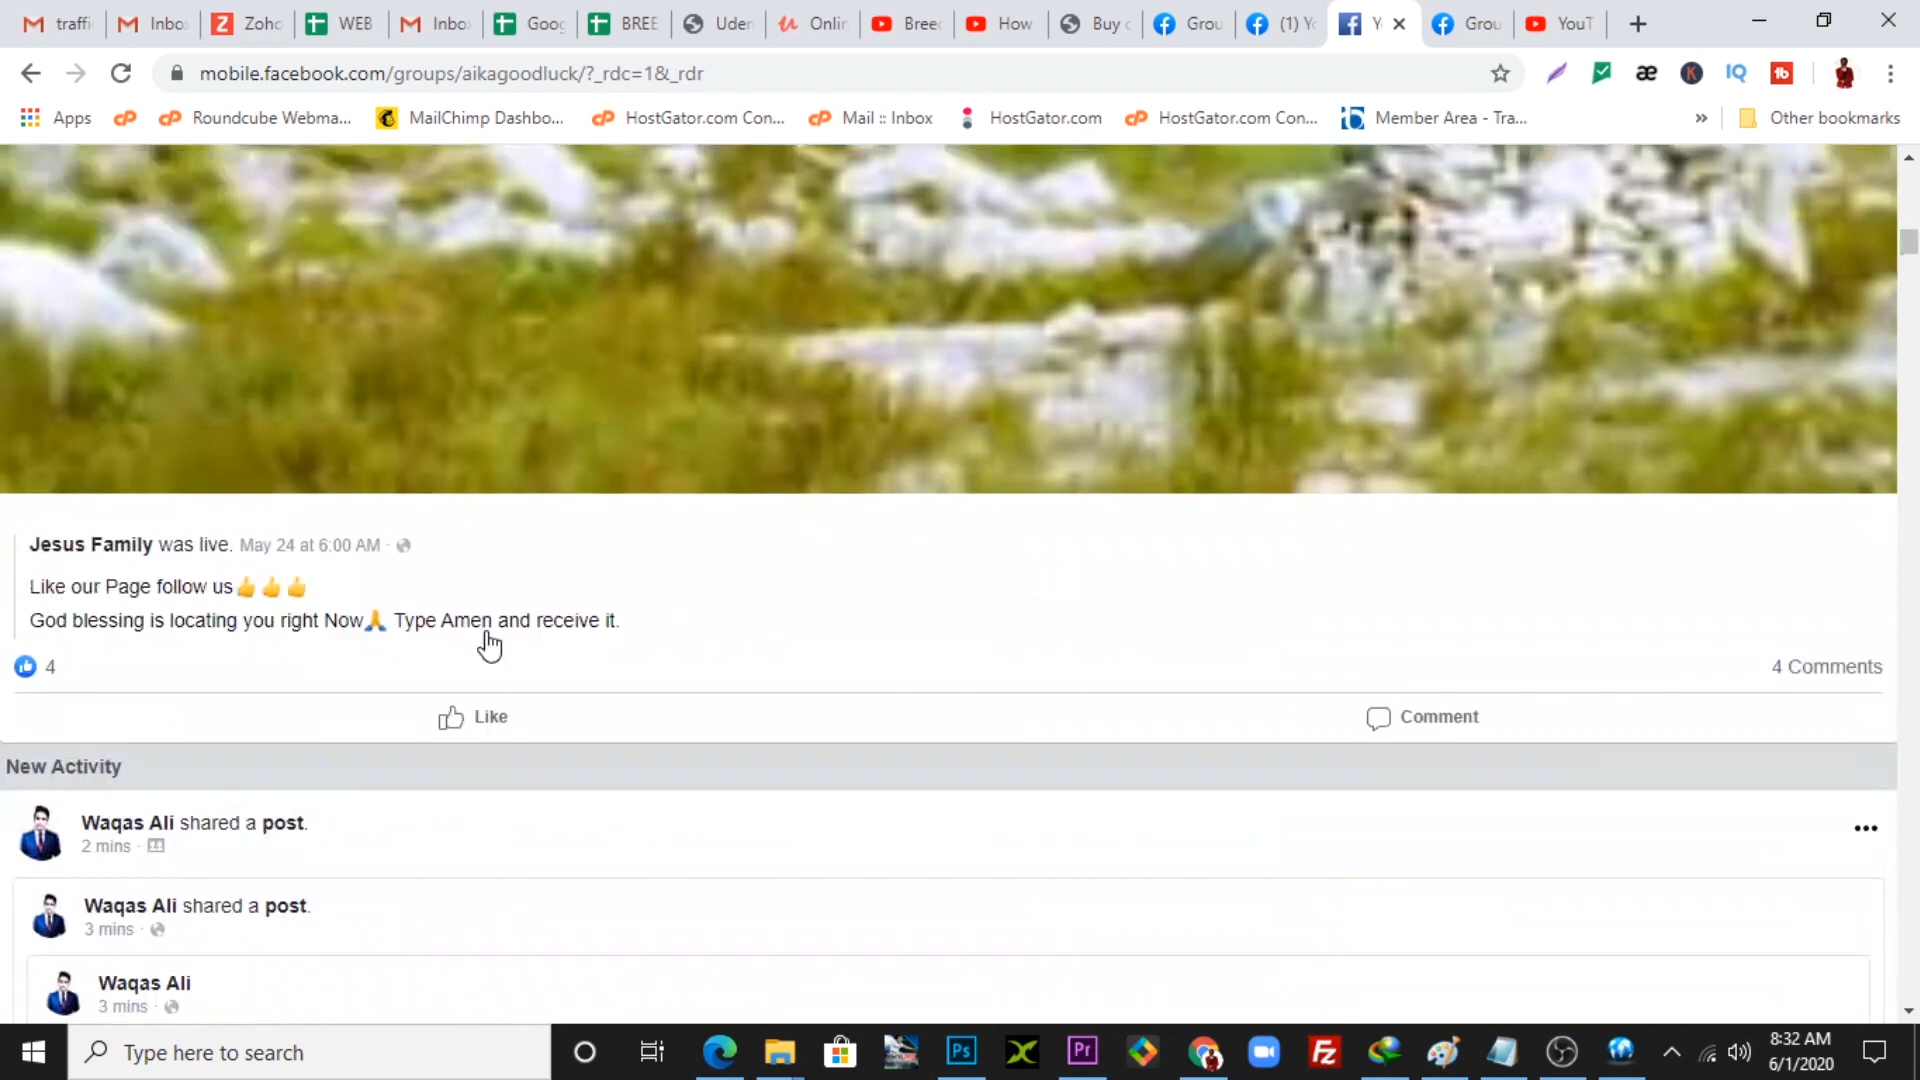 traffi
Inbo
Zoho
WEB
Inbo
Goog
BREE
Uden
Onlin
Breed
How
Buy c
Grou
(1) Yo
Y
Grou
YouT
mobile.facebook.com/groups/aikagoodluck/?_rdc=1&_rdr
Apps
Roundcube Webma...
MailChimp Dashbo...
HostGator.com Con...
Mail :: Inbox
HostGator.com
HostGator.com Con...
Member Area - Tra...
»
Other bookmarks
Jesus Family was live. May 24 at 6:00 AM ·
Like our Page follow us👍👍👍
God blessing is locating you right Now🙏 Type Amen and receive it.
4
4 Comments
Like
Comment
New Activity
Waqas Ali shared a post.
2 mins ·
Waqas Ali shared a post.
3 mins ·
Waqas Ali
3 mins ·
Type here to search
8:32 AM
6/1/2020